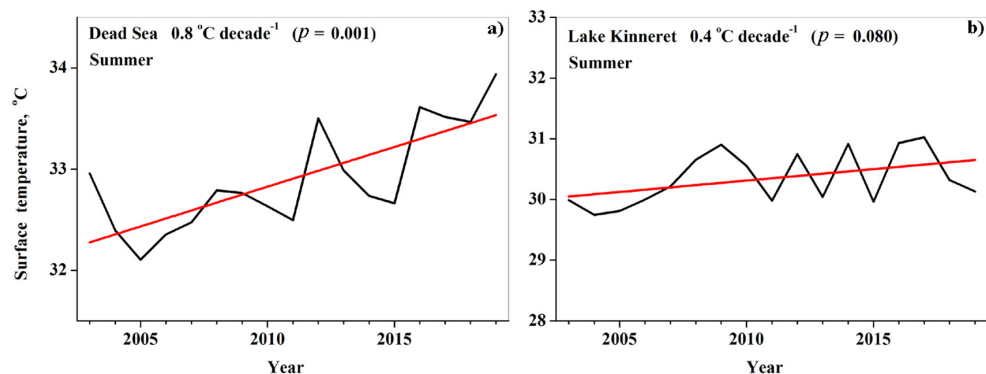 Dead Sea 0.8 °C decade⁻¹ (p = 0.001) a)
Summer
34
33
32
Surface temperature, °C
2005 2010 2015
Year
Lake Kinneret 0.4 °C decade⁻¹ (p = 0.080) b)
Summer
33
32
31
30
29
28
2005 2010 2015
Year